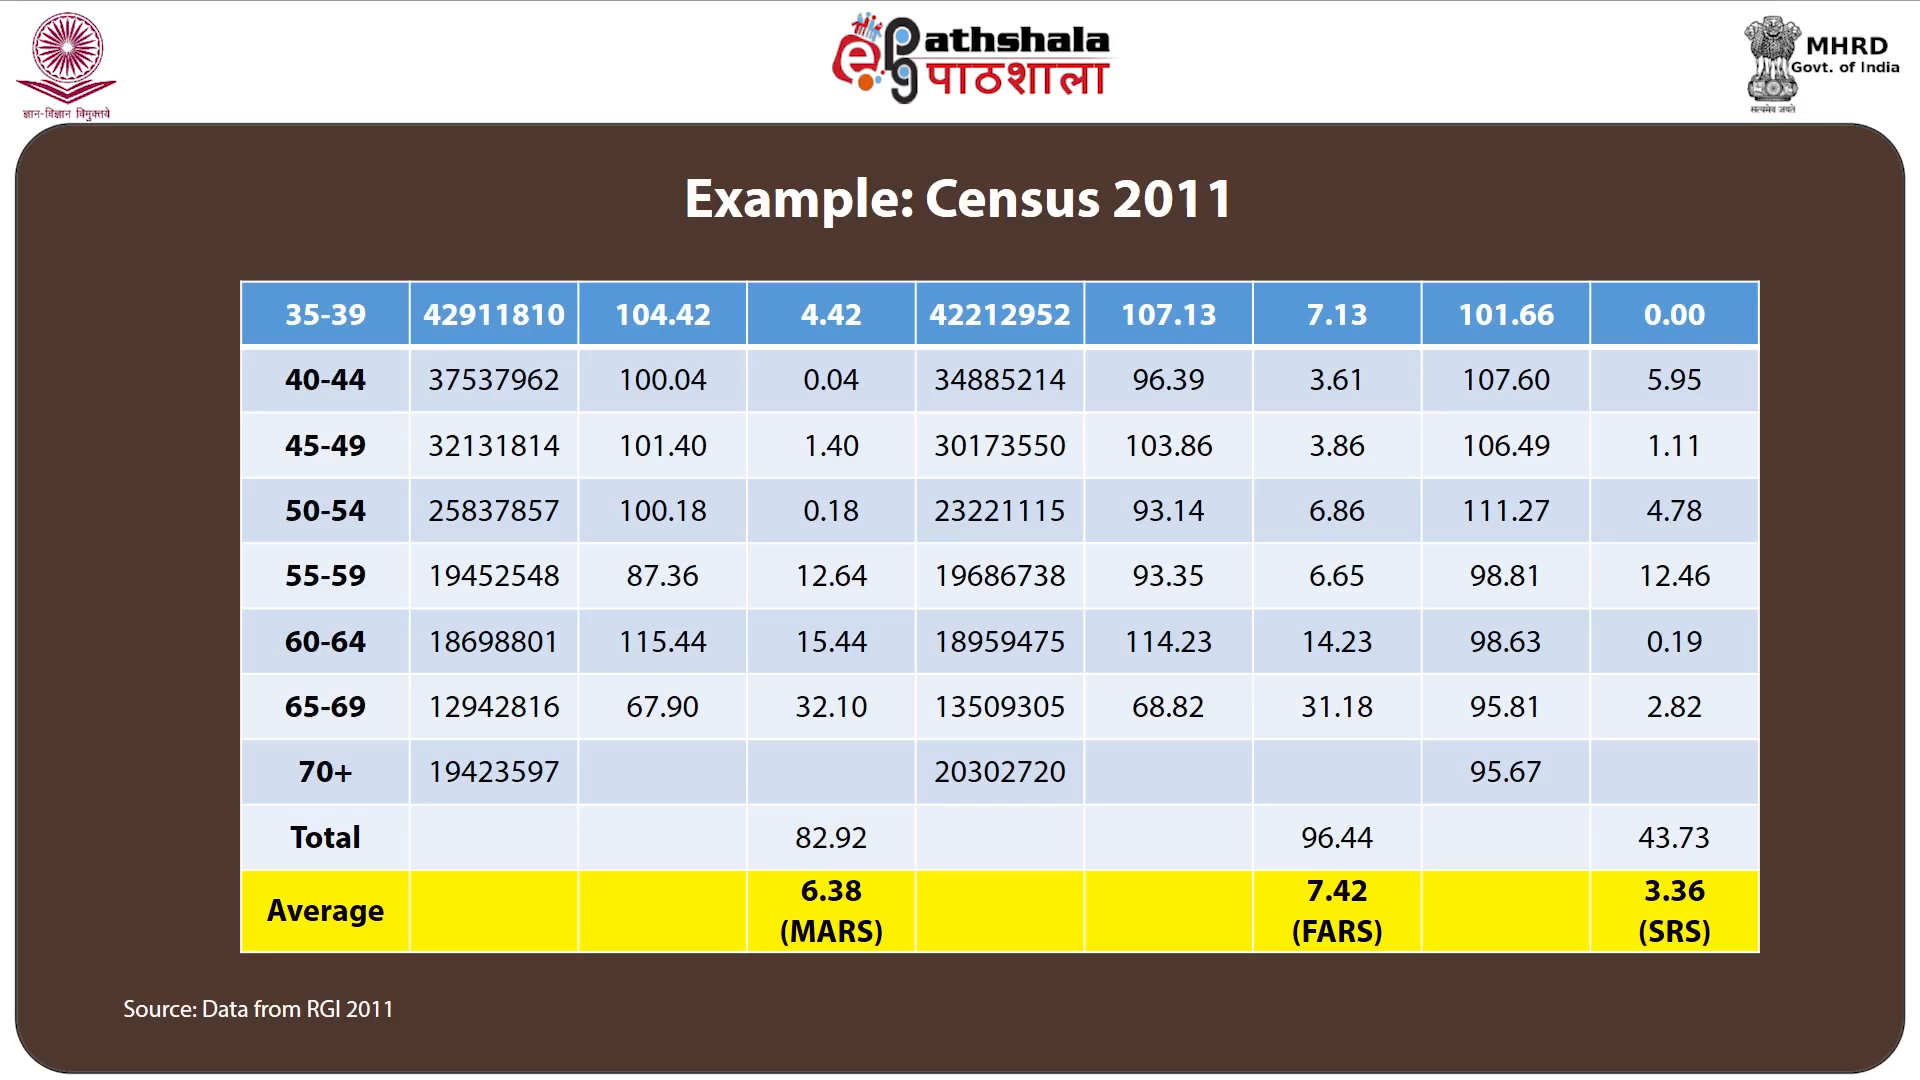 ज्ञान-विज्ञान विमुक्तये
e PG Pathshala
पाठशाला
MHRD
Govt. of India
सत्यमेव जयते
Example: Census 2011
35-39 42911810 104.42 4.42 42212952 107.13 7.13 101.66 0.00
40-44 37537962 100.04 0.04 34885214 96.39 3.61 107.60 5.95
45-49 32131814 101.40 1.40 30173550 103.86 3.86 106.49 1.11
50-54 25837857 100.18 0.18 23221115 93.14 6.86 111.27 4.78
55-59 19452548 87.36 12.64 19686738 93.35 6.65 98.81 12.46
60-64 18698801 115.44 15.44 18959475 114.23 14.23 98.63 0.19
65-69 12942816 67.90 32.10 13509305 68.82 31.18 95.81 2.82
70+ 19423597 20302720 95.67
Total 82.92 96.44 43.73
Average 6.38 (MARS) 7.42 (FARS) 3.36 (SRS)
Source: Data from RGI 2011